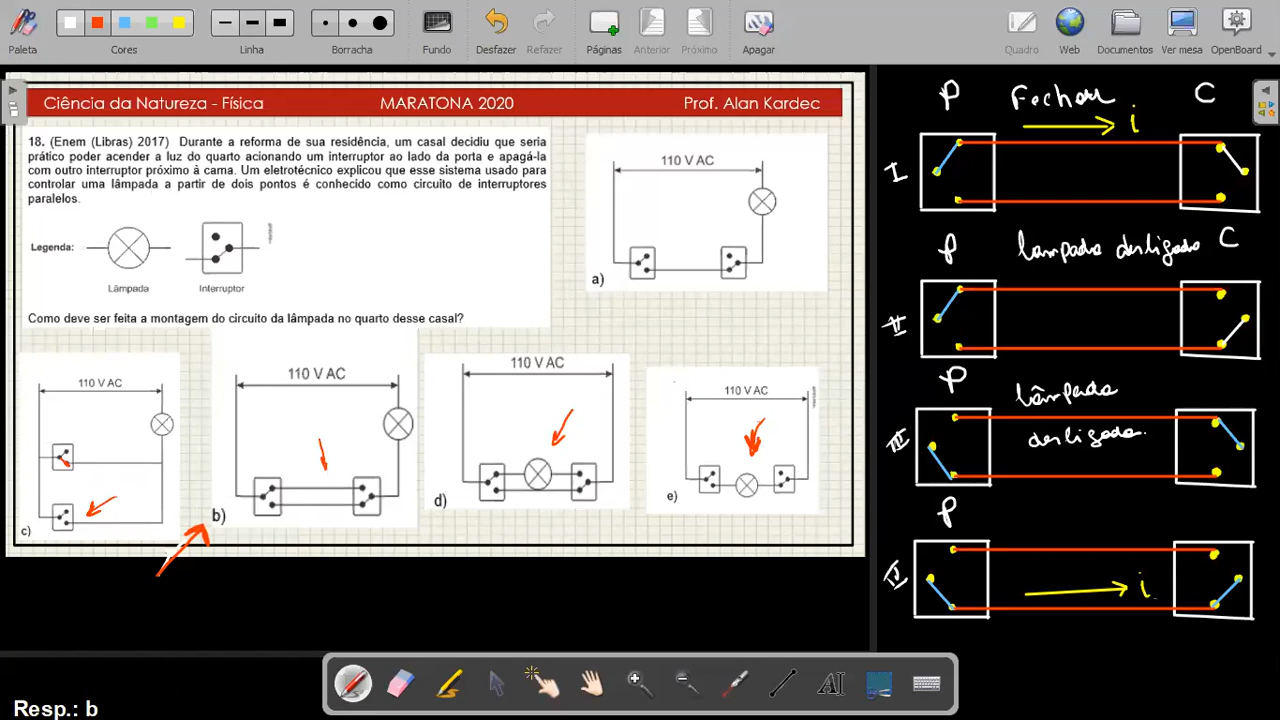 Paleta
Cores
Linha
Borracha
Fundo
Desfazer
Refazer
Páginas
Anterior
Próximo
Apagar
Quadro
Web
Documentos
Ver mesa
OpenBoard
Ciência da Natureza - Física
MARATONA 2020
Prof. Alan Kardec
18. (Enem (Libras) 2017) Durante a reforma de sua residência, um casal decidiu que seria
prático poder acender a luz do quarto acionando um interruptor ao lado da porta e apagá-la
com outro interruptor próximo à cama. Um eletrotécnico explicou que esse sistema usado para
controlar uma lâmpada a partir de dois pontos é conhecido como circuito de interruptores
paralelos.
Legenda:
Lâmpada
Interruptor
Como deve ser feita a montagem do circuito da lâmpada no quarto desse casal?
110 V AC
a)
110 V AC
c)
110 V AC
b)
110 V AC
d)
110 V AC
e)
P
Fechou
C
i
I
P
lâmpada desligada
C
II
P
lâmpada
desligada.
III
P
IV
i
Resp.: b
AI